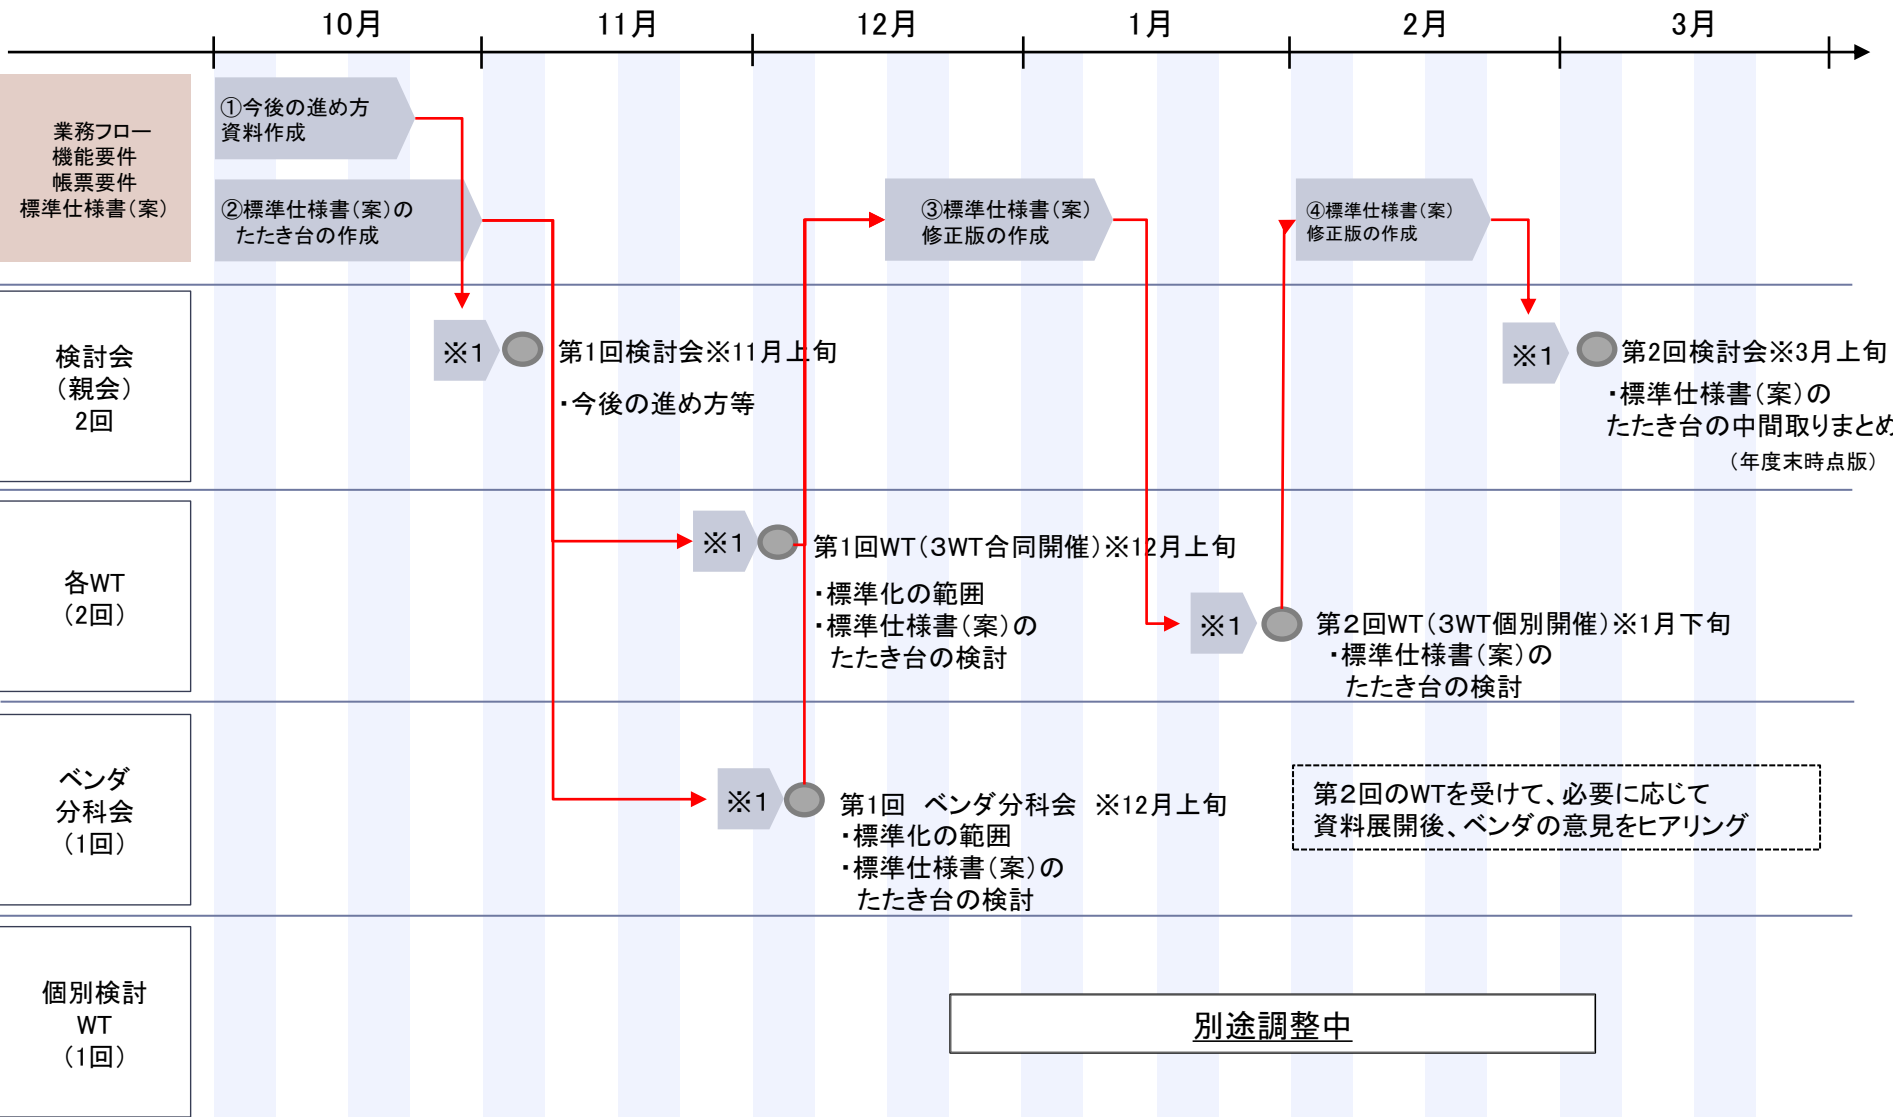 10月
11月
12月
1月
2月
3月
業務フロー
機能要件
帳票要件
標準仕様書(案)
①今後の進め方
資料作成
②標準仕様書(案)の
たたき台の作成
③標準仕様書(案)
修正版の作成
④標準仕様書(案)
修正版の作成
検討会
(親会)
2回
※1
第1回検討会※11月上旬
・今後の進め方等
※1
第2回検討会※3月上旬
・標準仕様書(案)の
たたき台の中間取りまとめ
(年度末時点版)
各WT
(2回)
※1
第1回WT(3WT合同開催)※12月上旬
・標準化の範囲
・標準仕様書(案)の
たたき台の検討
※1
第2回WT(3WT個別開催)※1月下旬
・標準仕様書(案)の
たたき台の検討
ベンダ
分科会
(1回)
※1
第1回 ベンダ分科会 ※12月上旬
・標準化の範囲
・標準仕様書(案)の
たたき台の検討
第2回のWTを受けて、必要に応じて
資料展開後、ベンダの意見をヒアリング
個別検討
WT
(1回)
別途調整中